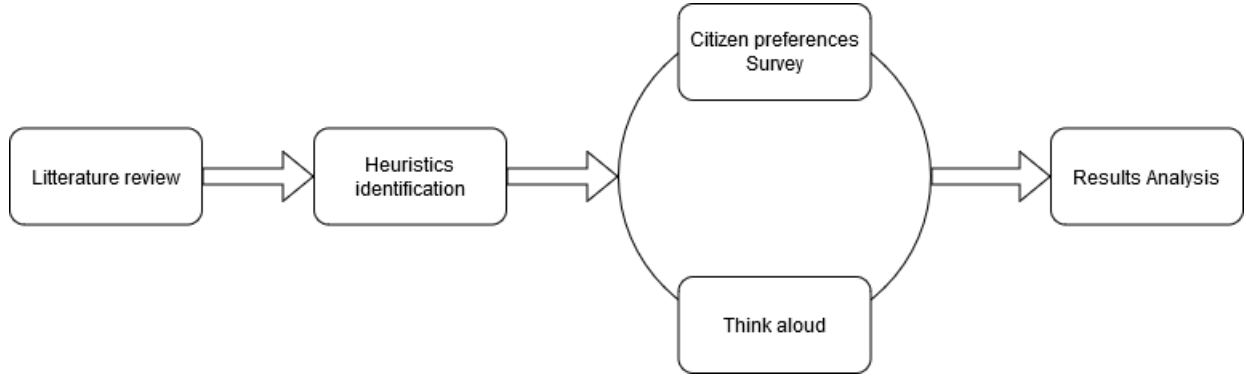 Litterature review
Heuristics
identification
Citizen preferences
Survey
Think aloud
Results Analysis